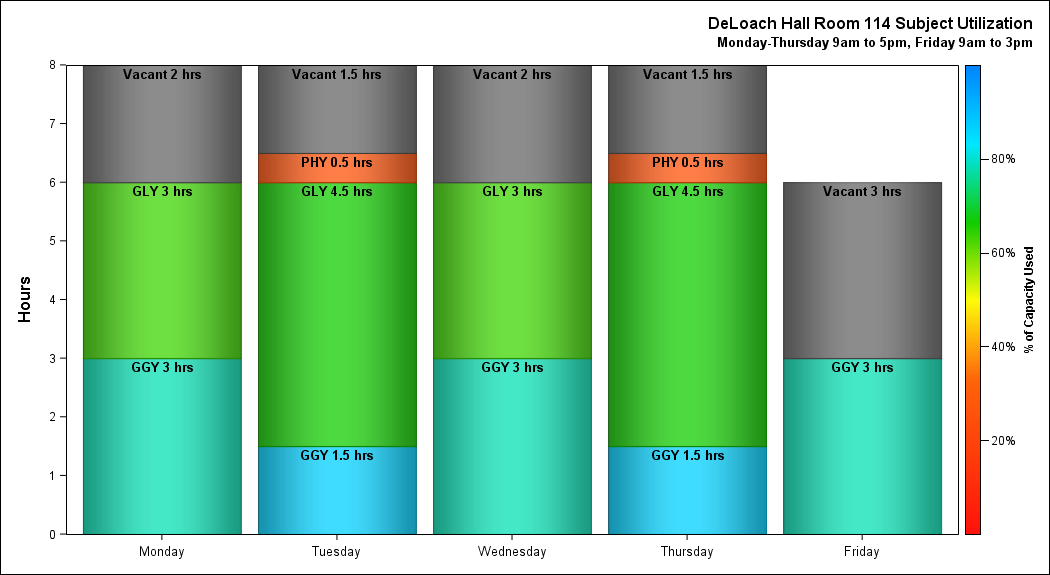 DeLoach Hall Room 114 Subject Utilization
Monday-Thursday 9am to 5pm, Friday 9am to 3pm
Hours
8
7
6
5
4
3
2
1
0
Vacant 2 hrs
GLY 3 hrs
GGY 3 hrs
Vacant 1.5 hrs
PHY 0.5 hrs
GLY 4.5 hrs
GGY 1.5 hrs
Vacant 2 hrs
GLY 3 hrs
GGY 3 hrs
Vacant 1.5 hrs
PHY 0.5 hrs
GLY 4.5 hrs
GGY 1.5 hrs
Vacant 3 hrs
GGY 3 hrs
Monday
Tuesday
Wednesday
Thursday
Friday
80%
60%
40%
20%
% of Capacity Used